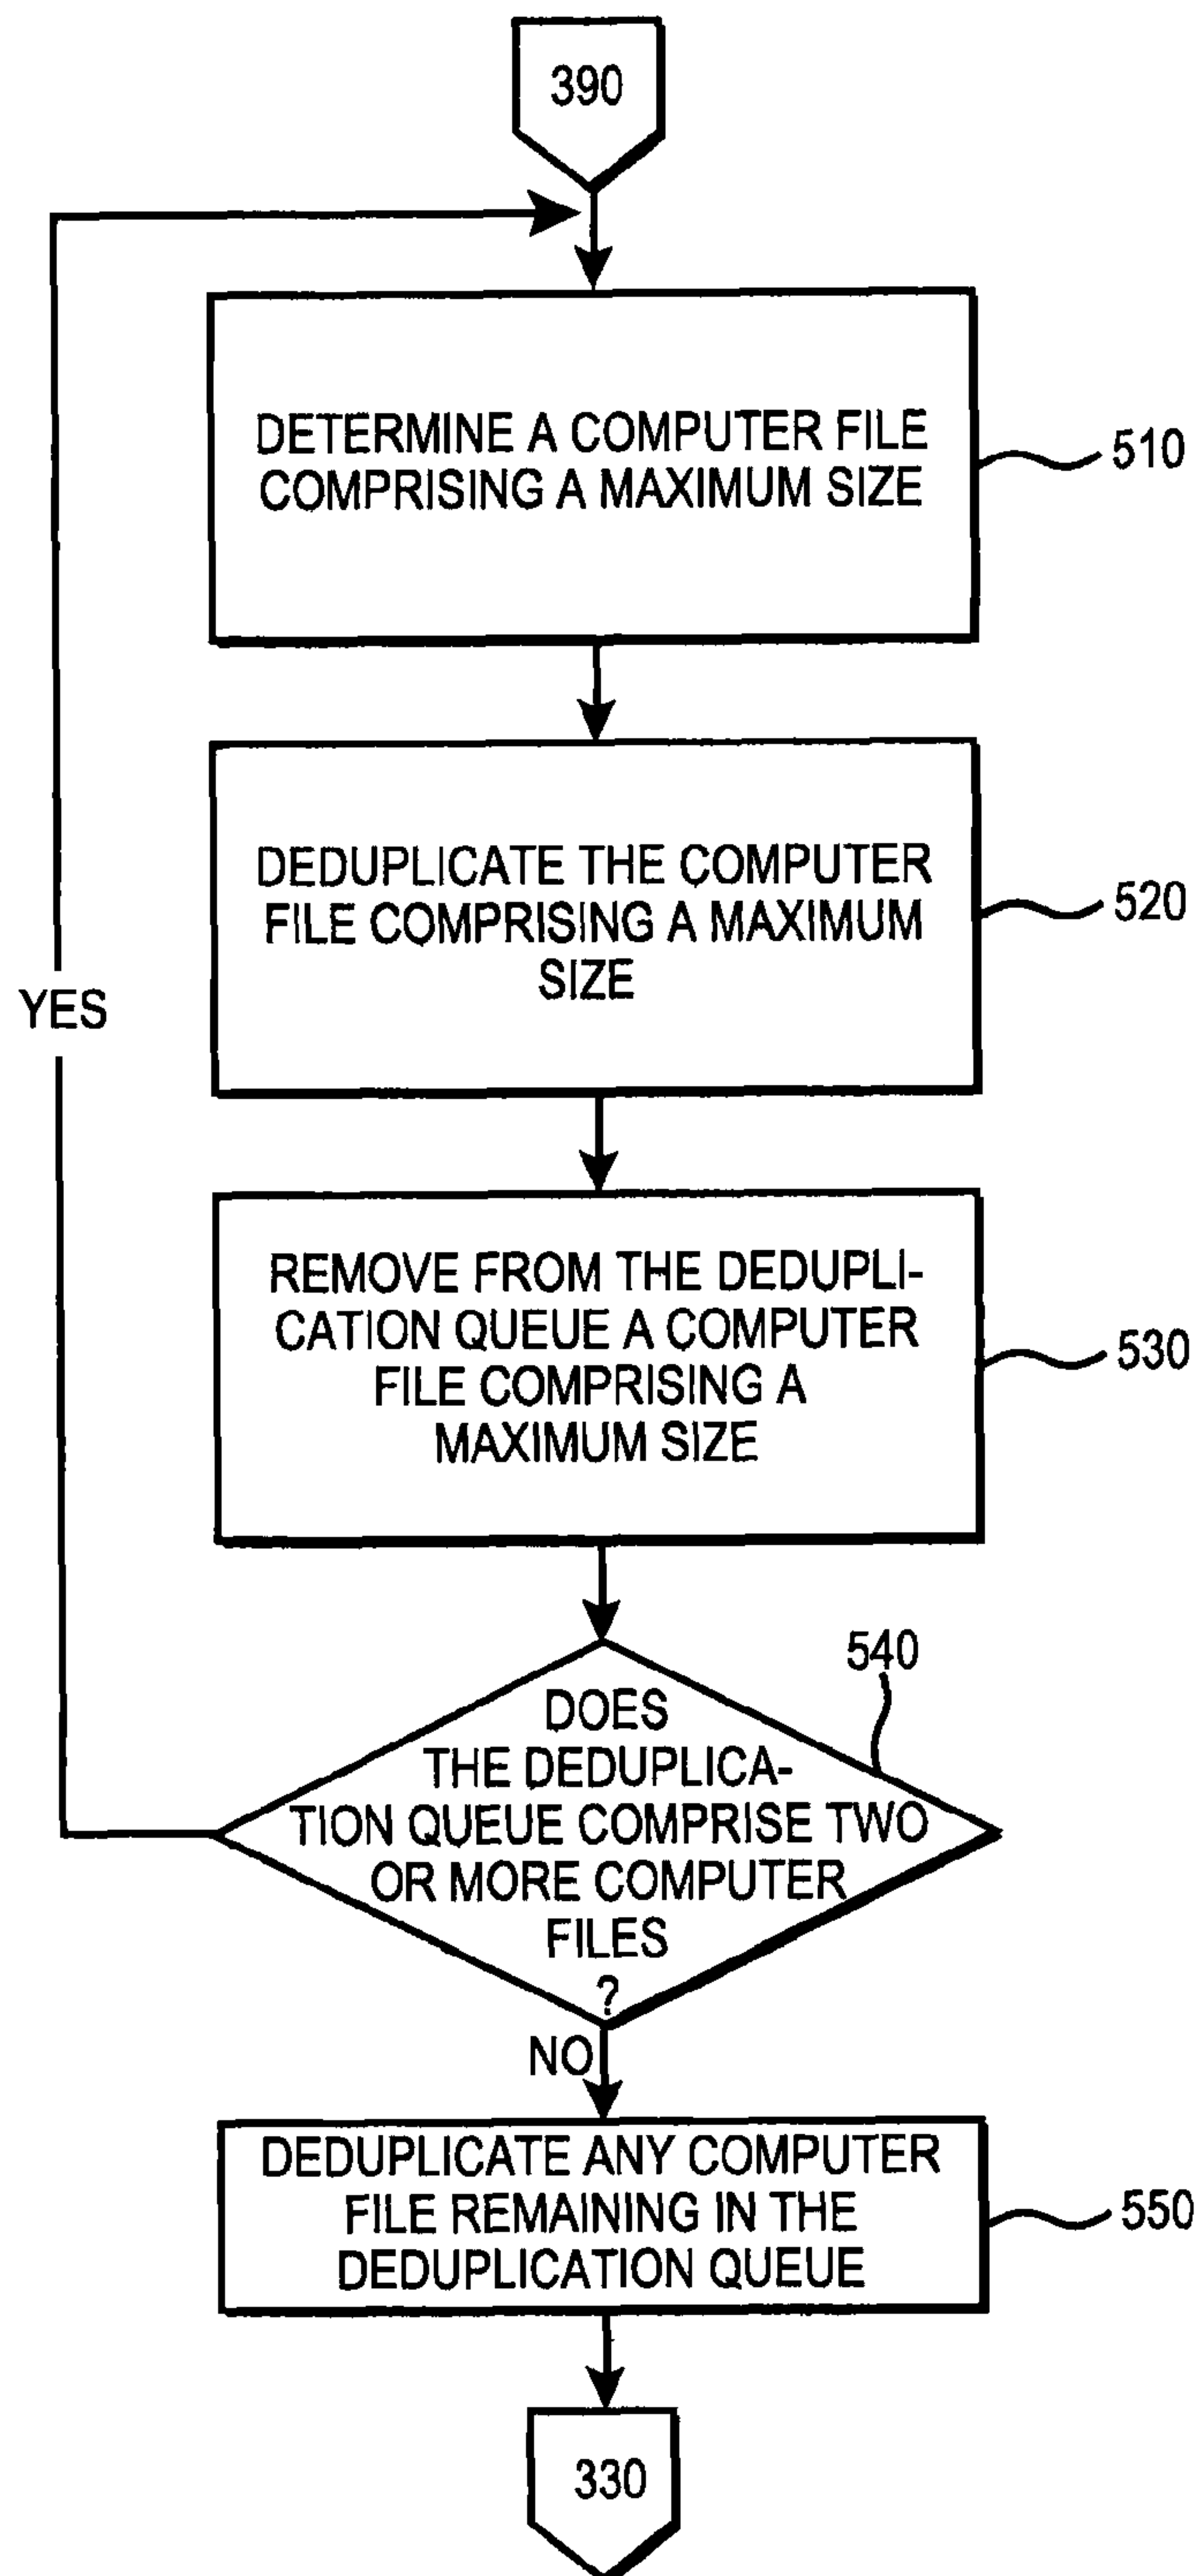 390
DETERMINE A COMPUTER FILE
COMPRISING A MAXIMUM SIZE
510
DEDUPLICATE THE COMPUTER
FILE COMPRISING A MAXIMUM
SIZE
520
YES
REMOVE FROM THE DEDUPLI-
CATION QUEUE A COMPUTER
FILE COMPRISING A
MAXIMUM SIZE
530
540
DOES
THE DEDUPLICA-
TION QUEUE COMPRISE TWO
OR MORE COMPUTER
FILES
?
NO
DEDUPLICATE ANY COMPUTER
FILE REMAINING IN THE
DEDUPLICATION QUEUE
550
330